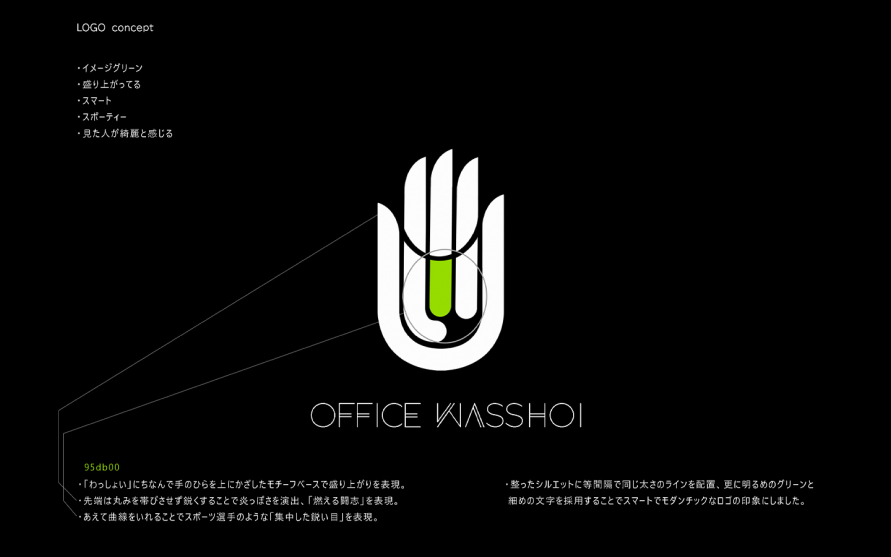 LOGO concept
・イメージグリーン
・盛り上がってる
・スマート
・スポーティー
・見た人が綺麗と感じる
OFFICE WASSHOI
95db00
・「わっしょい」にちなんで手のひらを上にかざしたモチーフベースで盛り上がりを表現。
・先端は丸みを帯びさせず鋭くすることで炎っぽさを演出、「燃える闘志」を表現。
・あえて曲線をいれることでスポーツ選手のような「集中した鋭い目」を表現。
・整ったシルエットに等間隔で同じ太さのラインを配置、更に明るめのグリーンと
細めの文字を採用することでスマートでモダンチックなロゴの印象にしました。